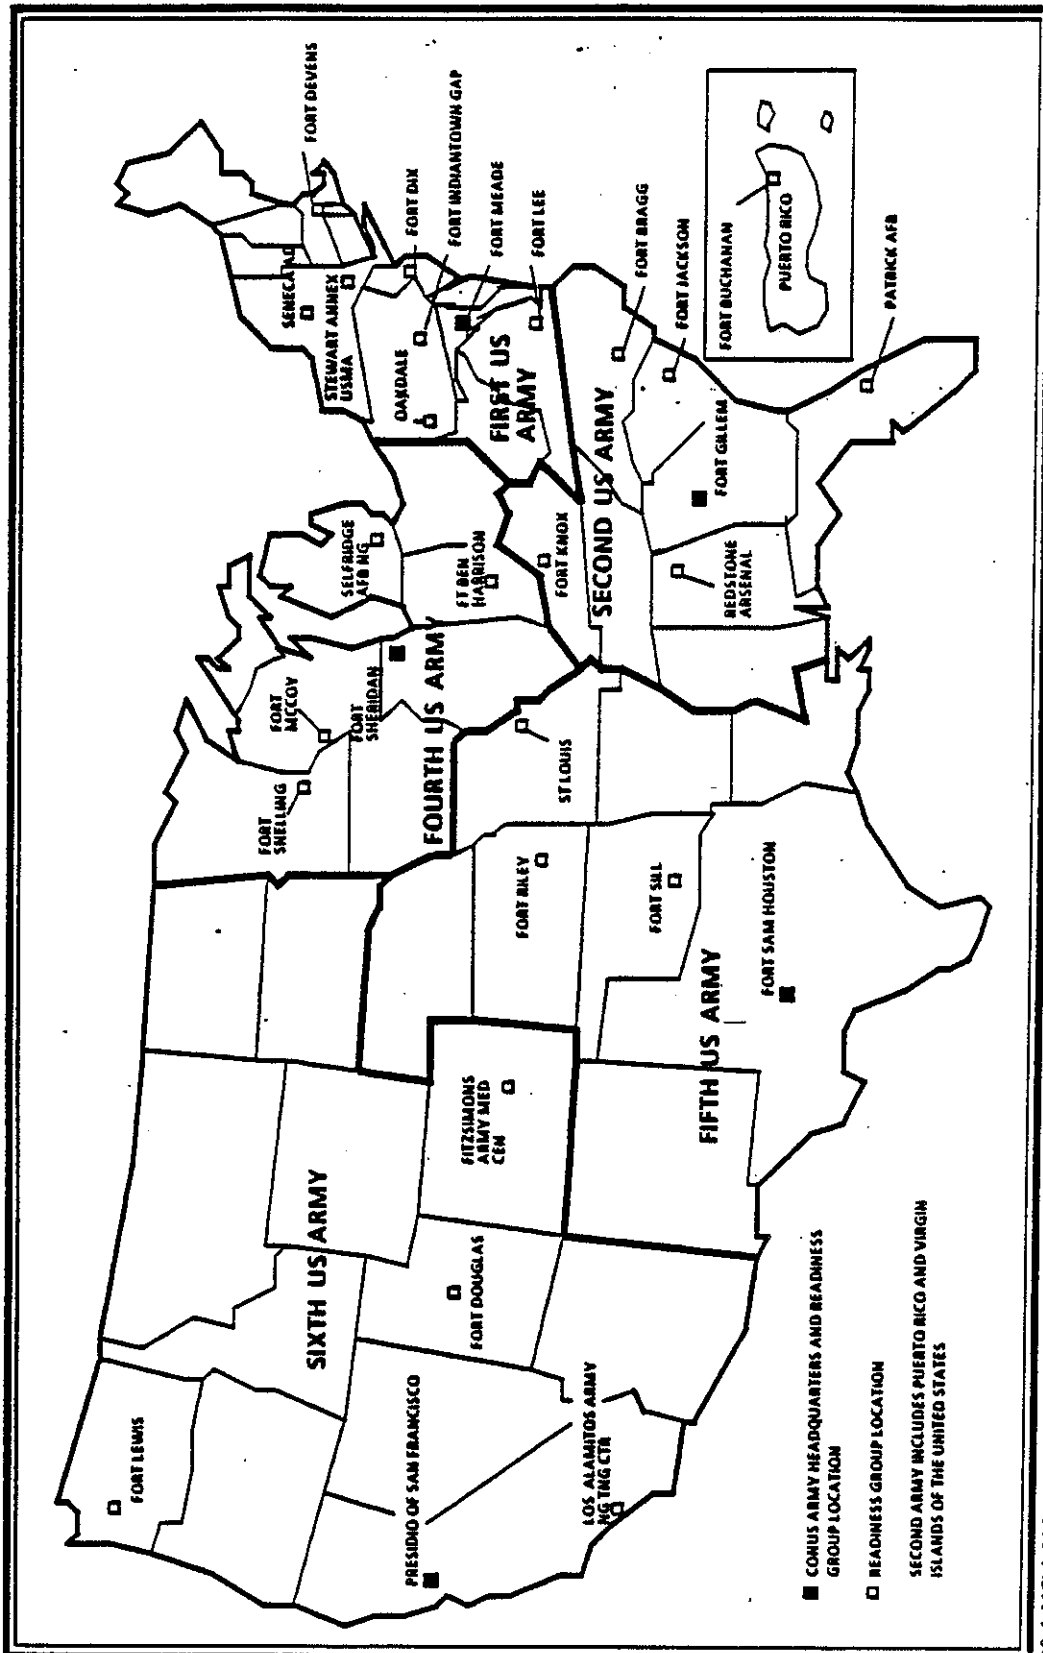 FORT LEWIS
PRESIDIO OF SAN FRANCISCO
LOS ALAMITOS ARMY
NG TNG CTR
SIXTH US ARMY
FORT DOUGLAS
FITZSIMONS
ARMY MED
CEN
FIFTH US ARMY
FORT SAM HOUSTON
FORT RILEY
FORT SILL
ST LOUIS
FORT
SNELLING
FORT
MCCOY
FORT
SHERIDAN
FOURTH US ARMY
SELFRIDGE
AFB NG
FT BEN
HARRISON
FORT KNOX
SECOND US ARMY
REDSTONE
ARSENAL
FORT GILLEM
SENECA AD
STEWART ANNEX
USMA
OAKDALE
FIRST US
ARMY
FORT DEVENS
FORT DIX
FORT INDIANTOWN GAP
FORT MEADE
FORT LEE
FORT BRAGG
FORT JACKSON
FORT BUCHANAN
PUERTO RICO
PATRICK AFB
CONUS ARMY HEADQUARTERS AND READINESS
GROUP LOCATION
READINESS GROUP LOCATION
SECOND ARMY INCLUDES PUERTO RICO AND VIRGIN
ISLANDS OF THE UNITED STATES